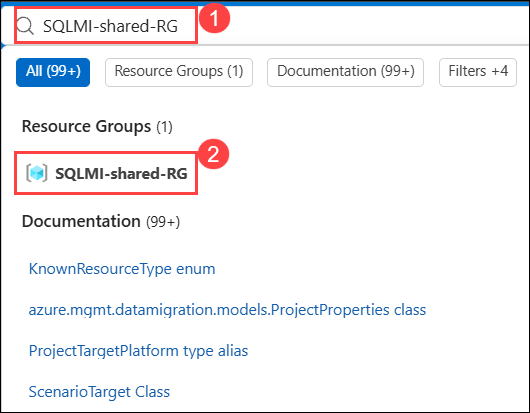 SQLMI-shared-RG 1
All (99+) Resource Groups (1) Documentation (99+) Filters +4
Resource Groups (1)
2
SQLMI-shared-RG
Documentation (99+)
KnownResourceType enum
azure.mgmt.datamigration.models.ProjectProperties class
ProjectTargetPlatform type alias
ScenarioTarget Class